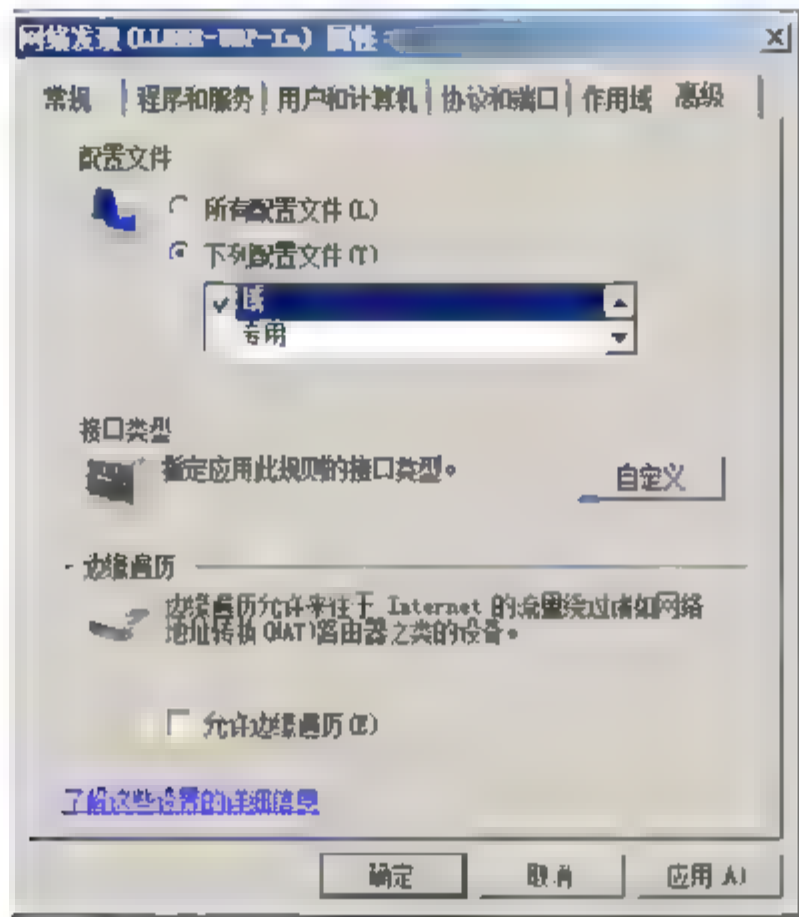 网络发现 (LLMNR-UDP-In) 属性
常规 程序和服务 用户和计算机 协议和端口 作用域 高级
配置文件
所有配置文件(L)
下列配置文件(T)
域
专用
接口类型
指定应用此规则的接口类型。
自定义
边缘遍历
边缘遍历允许来往于 Internet 的流量绕过诸如网络
地址转换(NAT)路由器之类的设备。
允许边缘遍历(E)
了解这些设置的详细信息
确定 取消 应用(A)